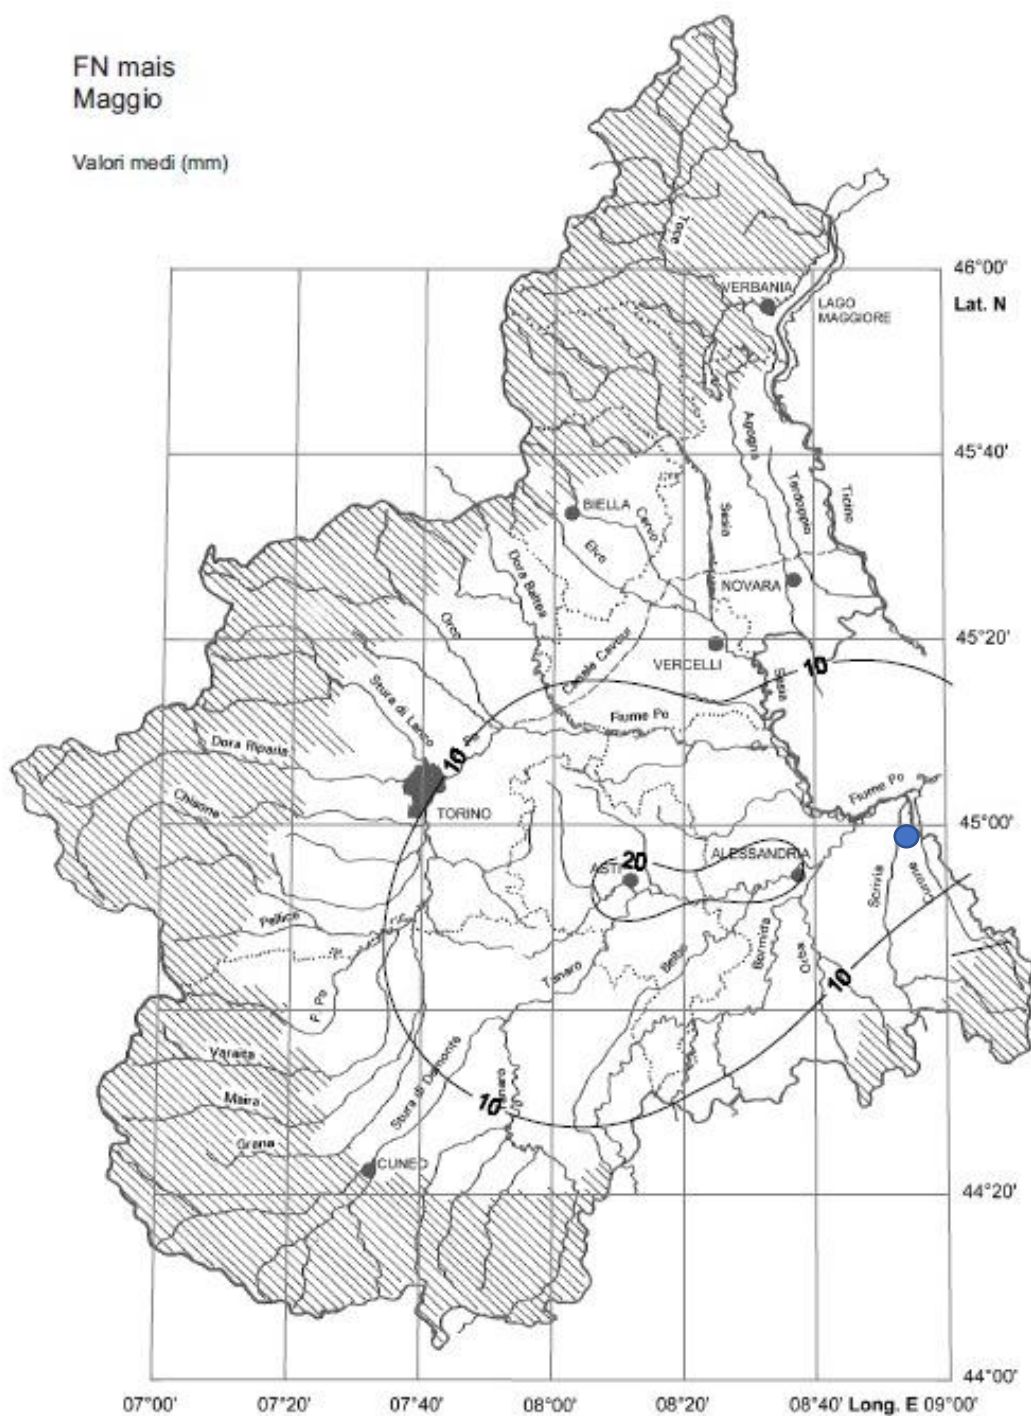 FN mais
Maggio
Valori medi (mm)
Toce
46°00'
VERBANIA
Lat. N
LAGO
MAGGIORE
Agogna
45°40'
Terdoppio
Ticino
BIELLA
Cervo
Sesia
Elvo
Dora Baltea
NOVARA
Orco
45°20'
Canale Cavour
VERCELLI
10
Sesia
Stura di Lanco
Fiume Po
Po
Dora Riparia
10
Chisone
Fiume Po
TORINO
45°00'
20
ALESSANDRIA
ASTI
Scrivia
Curone
Pellice
Belbo
Bormida
Orba
Tanaro
10
F. Po
Varaita
Stura di Demonte
Maira
10
Tanaro
Grana
CUNEO
44°20'
44°00'
07°00'
07°20'
07°40'
08°00'
08°20'
08°40'
Long. E
09°00'